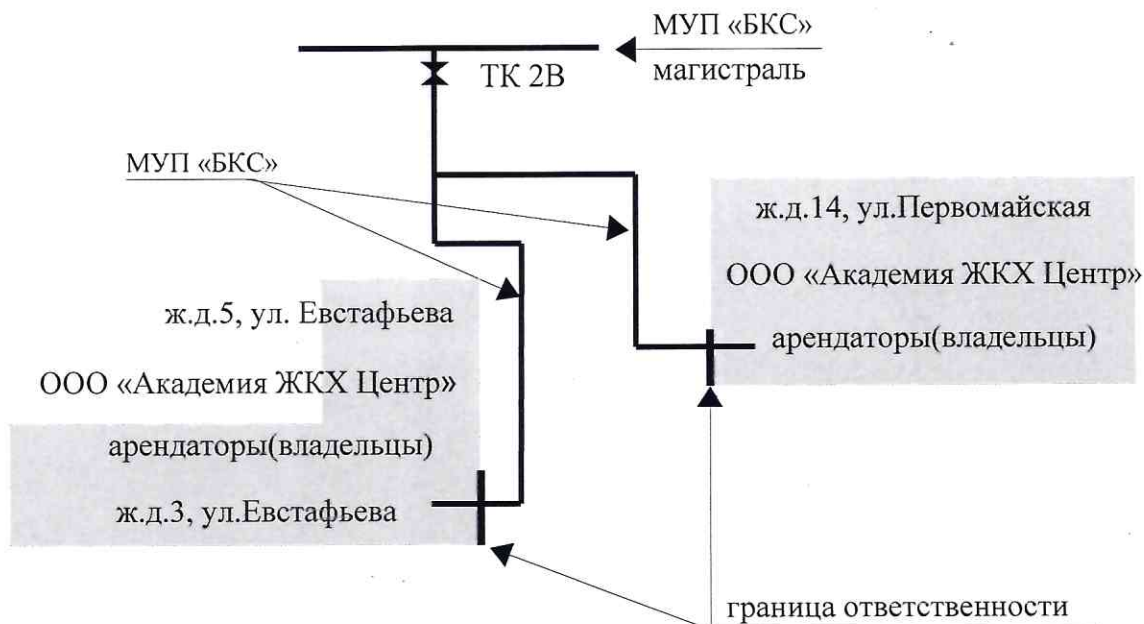 МУП «БКС»
магистраль
ТК 2В
МУП «БКС»
ж.д.14, ул.Первомайская
ООО «Академия ЖКХ Центр»
арендаторы(владельцы)
ж.д.5, ул. Евстафьева
ООО «Академия ЖКХ Центр»
арендаторы(владельцы)
ж.д.3, ул.Евстафьева
граница ответственности